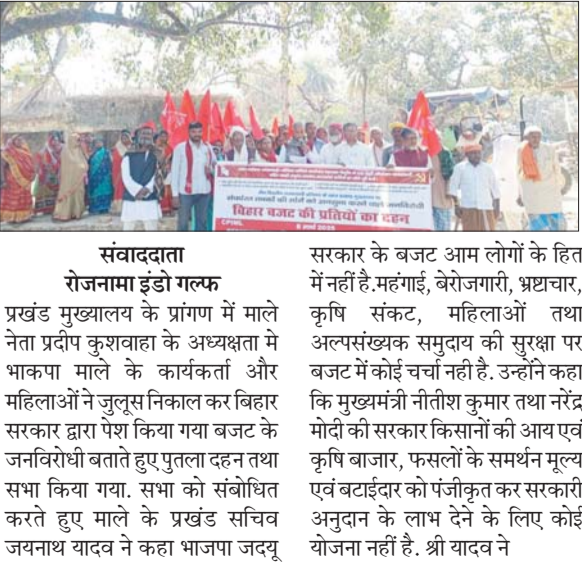 बिहार बजट की प्रतियों का दहन
संवाददाता
रोजनामा इंडो गल्फ
प्रखंड मुख्यालय के प्रांगण में माले
नेता प्रदीप कुशवाहा के अध्यक्षता मे
भाकपा माले के कार्यकर्ता और
महिलाओं ने जुलूस निकाल कर बिहार
सरकार द्वारा पेश किया गया बजट के
जनविरोधी बताते हुए पुतला दहन तथा
सभा किया गया. सभा को संबोधित
करते हुए माले के प्रखंड सचिव
जयनाथ यादव ने कहा भाजपा जदयू
सरकार के बजट आम लोगों के हित
में नहीं है.महंगाई, बेरोजगारी, भ्रष्टाचार,
कृषि संकट, महिलाओं तथा
अल्पसंख्यक समुदाय की सुरक्षा पर
बजट में कोई चर्चा नही है. उन्होंने कहा
कि मुख्यमंत्री नीतीश कुमार तथा नरेंद्र
मोदी की सरकार किसानों की आय एवं
कृषि बाजार, फसलों के समर्थन मूल्य
एवं बटाईदार को पंजीकृत कर सरकारी
अनुदान के लाभ देने के लिए कोई
योजना नहीं है. श्री यादव ने